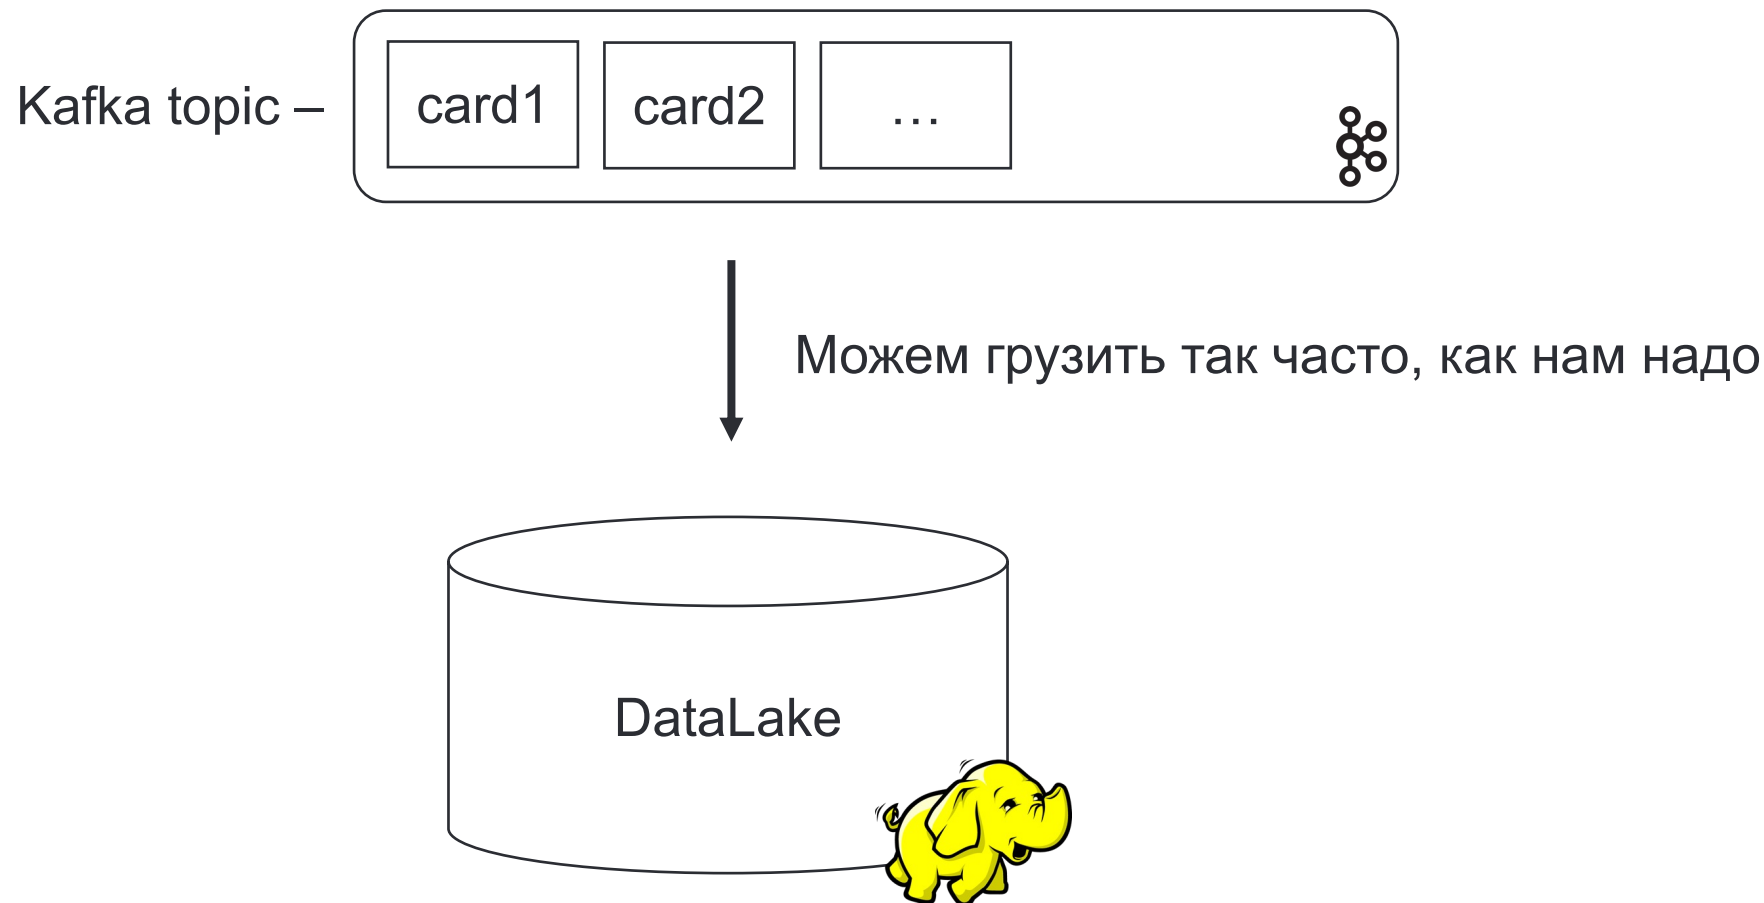 Kafka topic –
card1
card2
...
Можем грузить так часто, как нам надо
DataLake